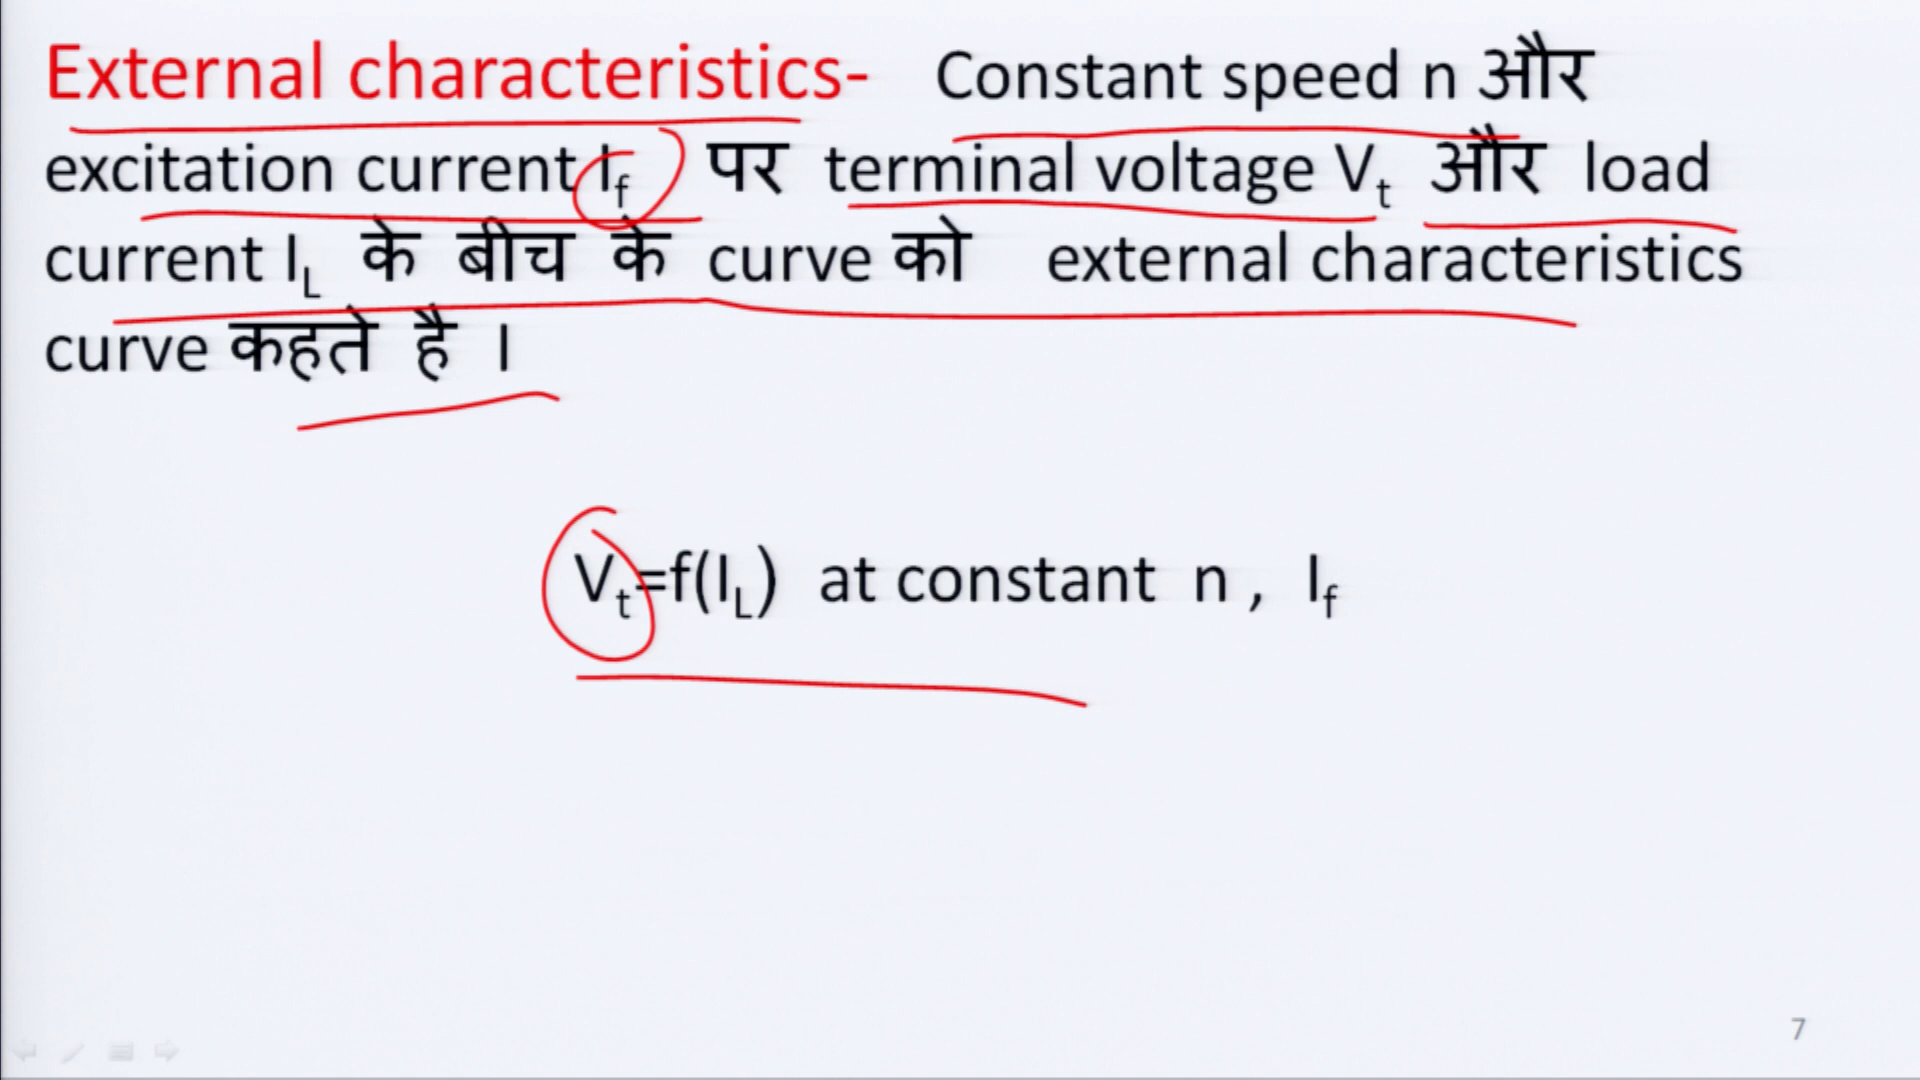 External characteristics- Constant speed n और
excitation current If पर terminal voltage Vt और load
current IL के बीच के curve को external characteristics
curve कहते है ।
Vt=f(IL) at constant n , If
7